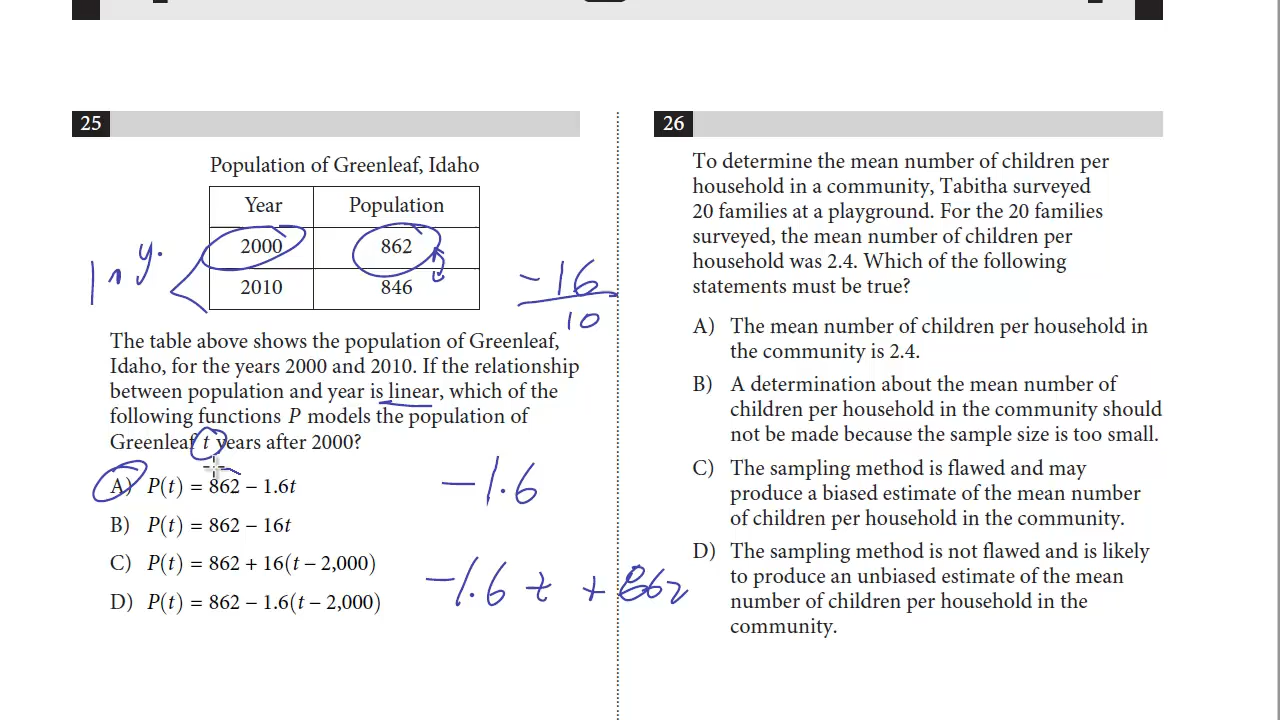 25
Population of Greenleaf, Idaho
Year Population
2000 862
2010 846
-16
10
The table above shows the population of Greenleaf,
Idaho, for the years 2000 and 2010. If the relationship
between population and year is linear, which of the
following functions P models the population of
Greenleaf t years after 2000?
A) P(t) = 862 − 1.6t
B) P(t) = 862 − 16t
C) P(t) = 862 + 16(t − 2,000)
D) P(t) = 862 − 1.6(t − 2,000)
-1.6
-1.6 t + 862
26
To determine the mean number of children per
household in a community, Tabitha surveyed
20 families at a playground. For the 20 families
surveyed, the mean number of children per
household was 2.4. Which of the following
statements must be true?
A) The mean number of children per household in
the community is 2.4.
B) A determination about the mean number of
children per household in the community should
not be made because the sample size is too small.
C) The sampling method is flawed and may
produce a biased estimate of the mean number
of children per household in the community.
D) The sampling method is not flawed and is likely
to produce an unbiased estimate of the mean
number of children per household in the
community.